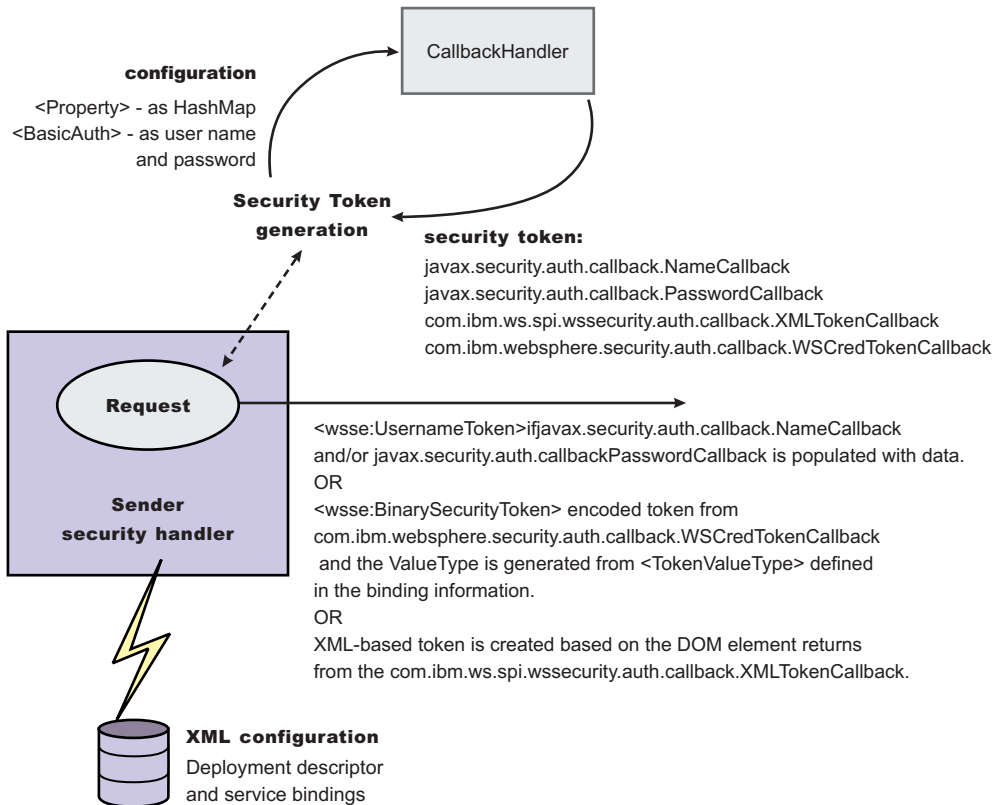 CallbackHandler
configuration
<Property> - as HashMap
<BasicAuth> - as user name
and password
Security Token
generation
security token:
javax.security.auth.callback.NameCallback
javax.security.auth.callback.PasswordCallback
com.ibm.ws.spi.wssecurity.auth.callback.XMLTokenCallback
com.ibm.websphere.security.auth.callback.WSCredTokenCallback
Request
Sender
security handler
<wsse:UsernameToken>ifjavax.security.auth.callback.NameCallback
and/or javax.security.auth.callbackPasswordCallback is populated with data.
OR
<wsse:BinarySecurityToken> encoded token from
com.ibm.websphere.security.auth.callback.WSCredTokenCallback
and the ValueType is generated from <TokenValueType> defined
in the binding information.
OR
XML-based token is created based on the DOM element returns
from the com.ibm.ws.spi.wssecurity.auth.callback.XMLTokenCallback.
XML configuration
Deployment descriptor
and service bindings